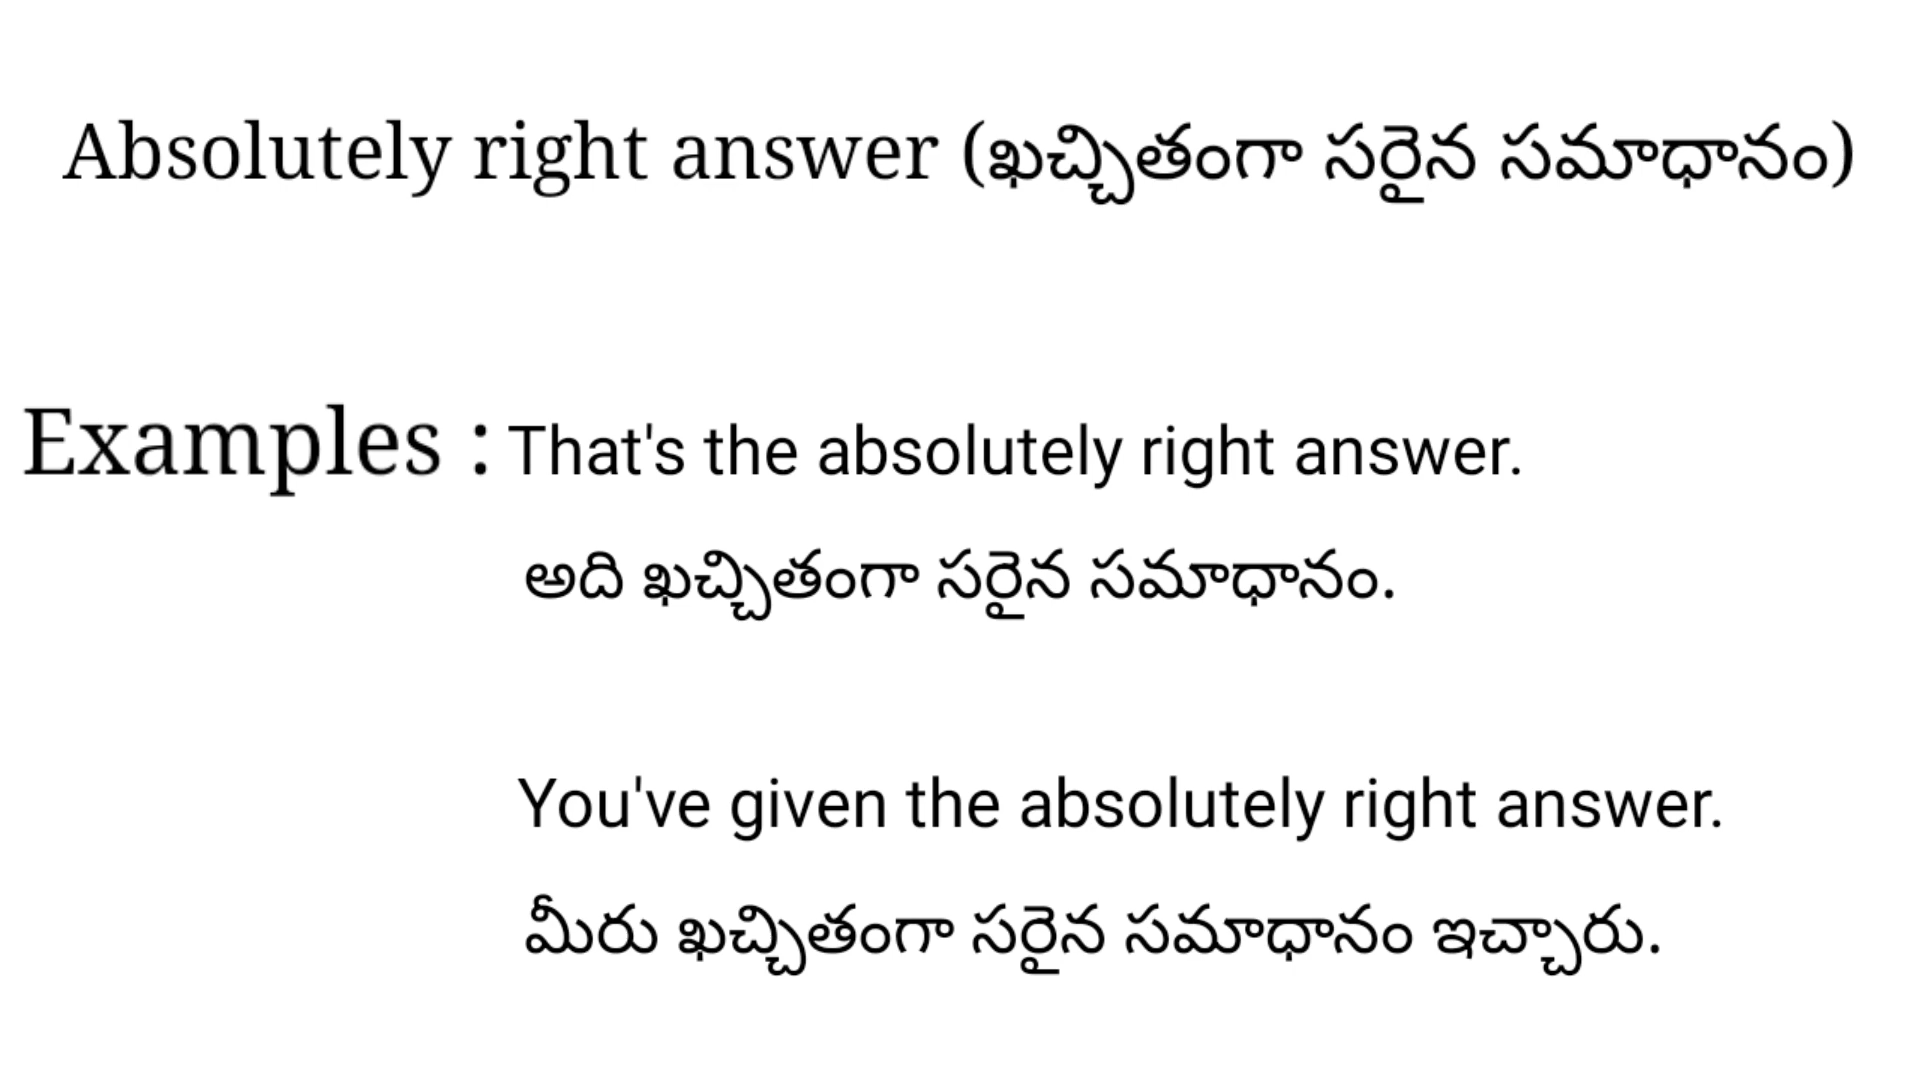 Absolutely right answer (ఖచ్చితంగా సరైన సమాధానం)
Examples : That's the absolutely right answer.
అది ఖచ్చితంగా సరైన సమాధానం.
You've given the absolutely right answer.
మీరు ఖచ్చితంగా సరైన సమాధానం ఇచ్చారు.